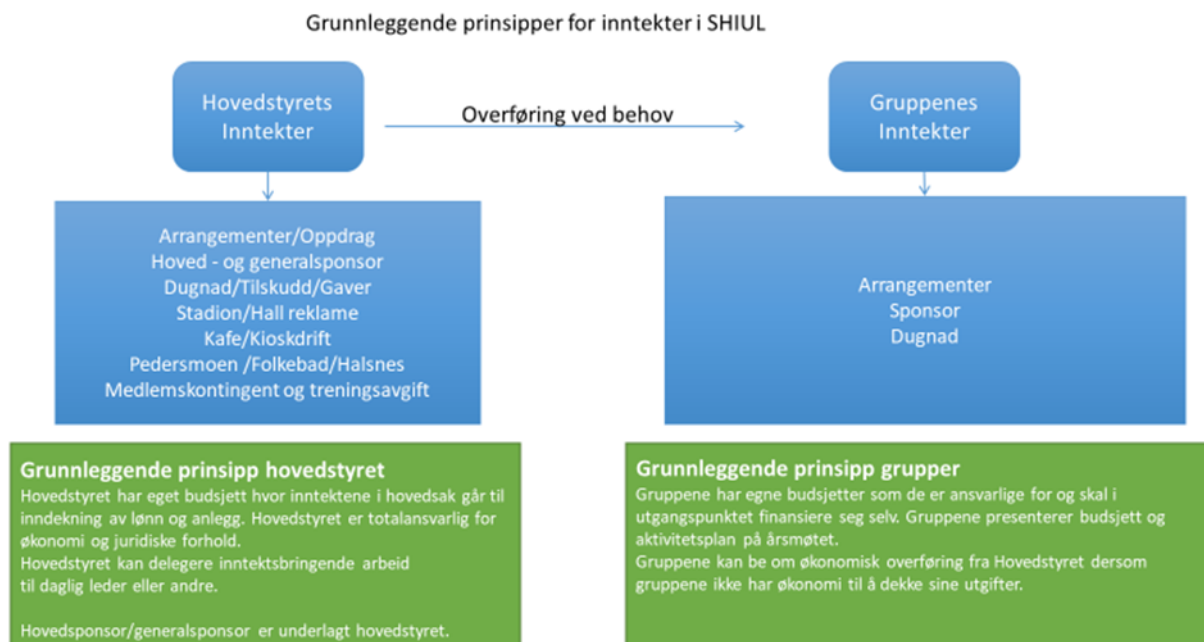 Grunnleggende prinsipper for inntekter i SHIUL
Hovedstyrets
Inntekter
Overføring ved behov
Gruppenes
Inntekter
Arrangementer/Oppdrag
Hoved - og generalsponsor
Dugnad/Tilskudd/Gaver
Stadion/Hall reklame
Kafe/Kioskdrift
Pedersmoen /Folkebad/Halsnes
Medlemskontingent og treningsavgift
Arrangementer
Sponsor
Dugnad
Grunnleggende prinsipp hovedstyret
Hovedstyret har eget budsjett hvor inntektene i hovedsak går til
inndekning av lønn og anlegg. Hovedstyret er totalansvarlig for
økonomi og juridiske forhold.
Hovedstyret kan delegere inntektsbringende arbeid
til daglig leder eller andre.
Hovedsponsor/generalsponsor er underlagt hovedstyret.
Grunnleggende prinsipp grupper
Gruppene har egne budsjetter som de er ansvarlige for og skal i
utgangspunktet finansiere seg selv. Gruppene presenterer budsjett og
aktivitetsplan på årsmøtet.
Gruppene kan be om økonomisk overføring fra Hovedstyret dersom
gruppene ikke har økonomi til å dekke sine utgifter.